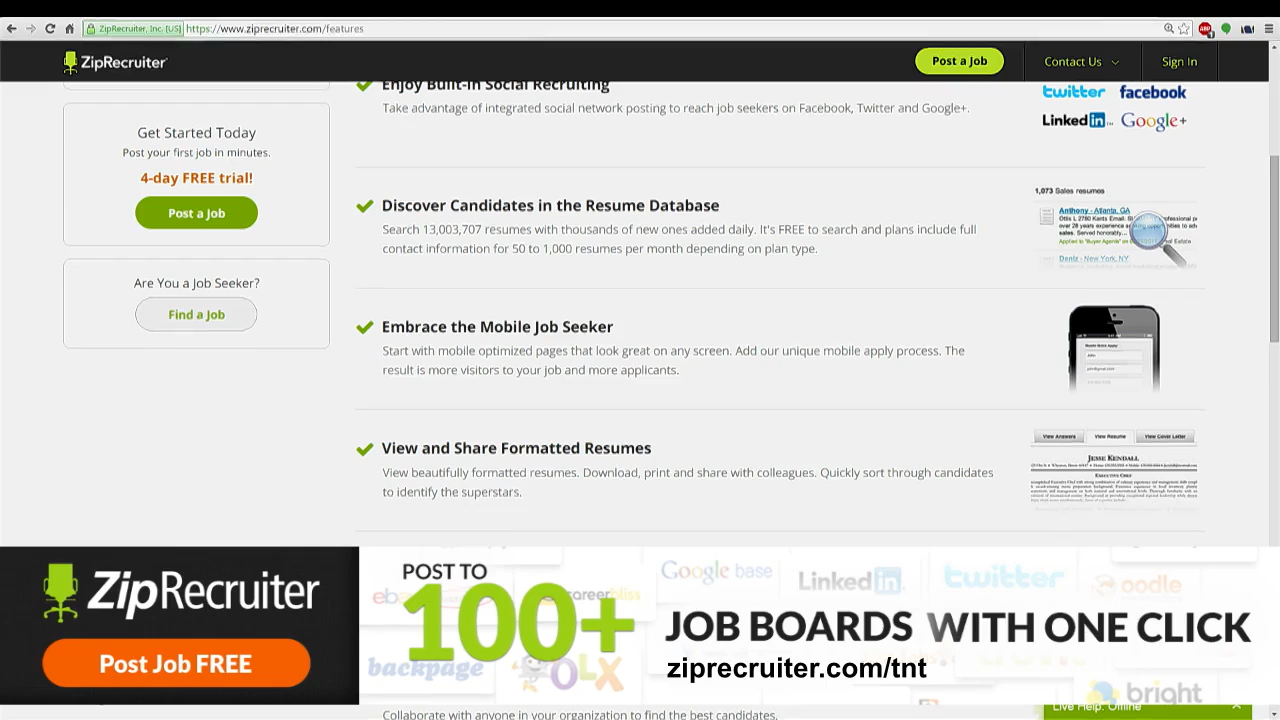 ZipRecruiter, Inc. [US] https://www.ziprecruiter.com/features
ZipRecruiter
Post a Job
Contact Us
Sign In
Enjoy Built-In Social Recruiting
Take advantage of integrated social network posting to reach job seekers on Facebook, Twitter and Google+.
twitter facebook
LinkedIn Google+
Get Started Today
Post your first job in minutes.
4-day FREE trial!
Post a Job
Are You a Job Seeker?
Find a Job
Discover Candidates in the Resume Database
Search 13,003,707 resumes with thousands of new ones added daily. It's FREE to search and plans include full
information for 50 to 1,000 resumes per month depending on plan type.
1,073 Sales resumes
Anthony - Atlanta, GA
Deniz - New York, NY
Embrace the Mobile Job Seeker
Start with mobile optimized pages that look great on any screen. Add our unique mobile apply process. The
result is more visitors to your job and more applicants.
View and Share Formatted Resumes
View beautifully formatted resumes. Download, print and share with colleagues. Quickly sort through candidates
and find the superstars.
View Answers View Resume View Cover Letter
JESSE KENDALL
EXECUTIVE CHEF
ZipRecruiter
Post Job FREE
POST TO
100+
JOB BOARDS WITH ONE CLICK
ziprecruiter.com/tnt
Google base
LinkedIn
twitter
oodle
careerbliss
backpage
OLX
bright
Live Help: Offline
Collaborate with anyone in your organization to find the best candidates.